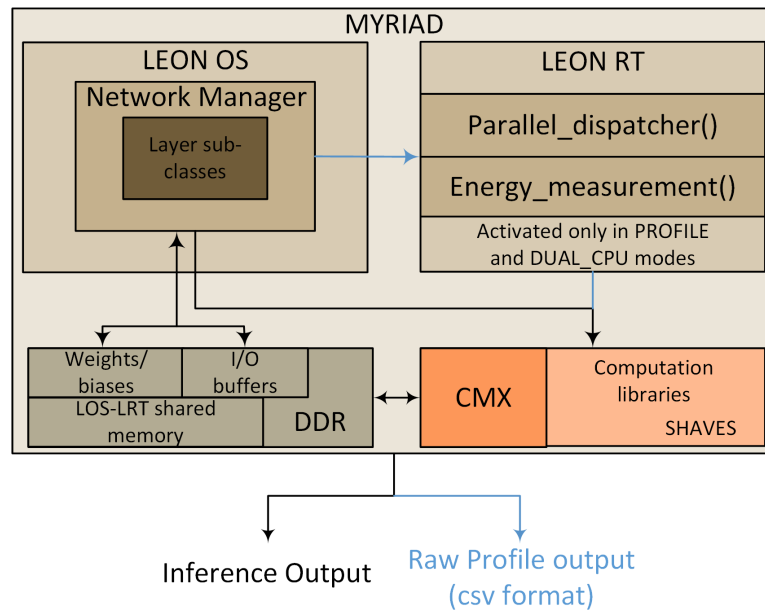 MYRIAD
LEON OS
Network Manager
Layer sub-
classes
LEON RT
Parallel_dispatcher()
Energy_measurement()
Activated only in PROFILE
and DUAL_CPU modes
Weights/
biases
I/O
buffers
LOS-LRT shared
memory
DDR
CMX
Computation
libraries
SHAVES
Inference Output
Raw Profile output
(csv format)